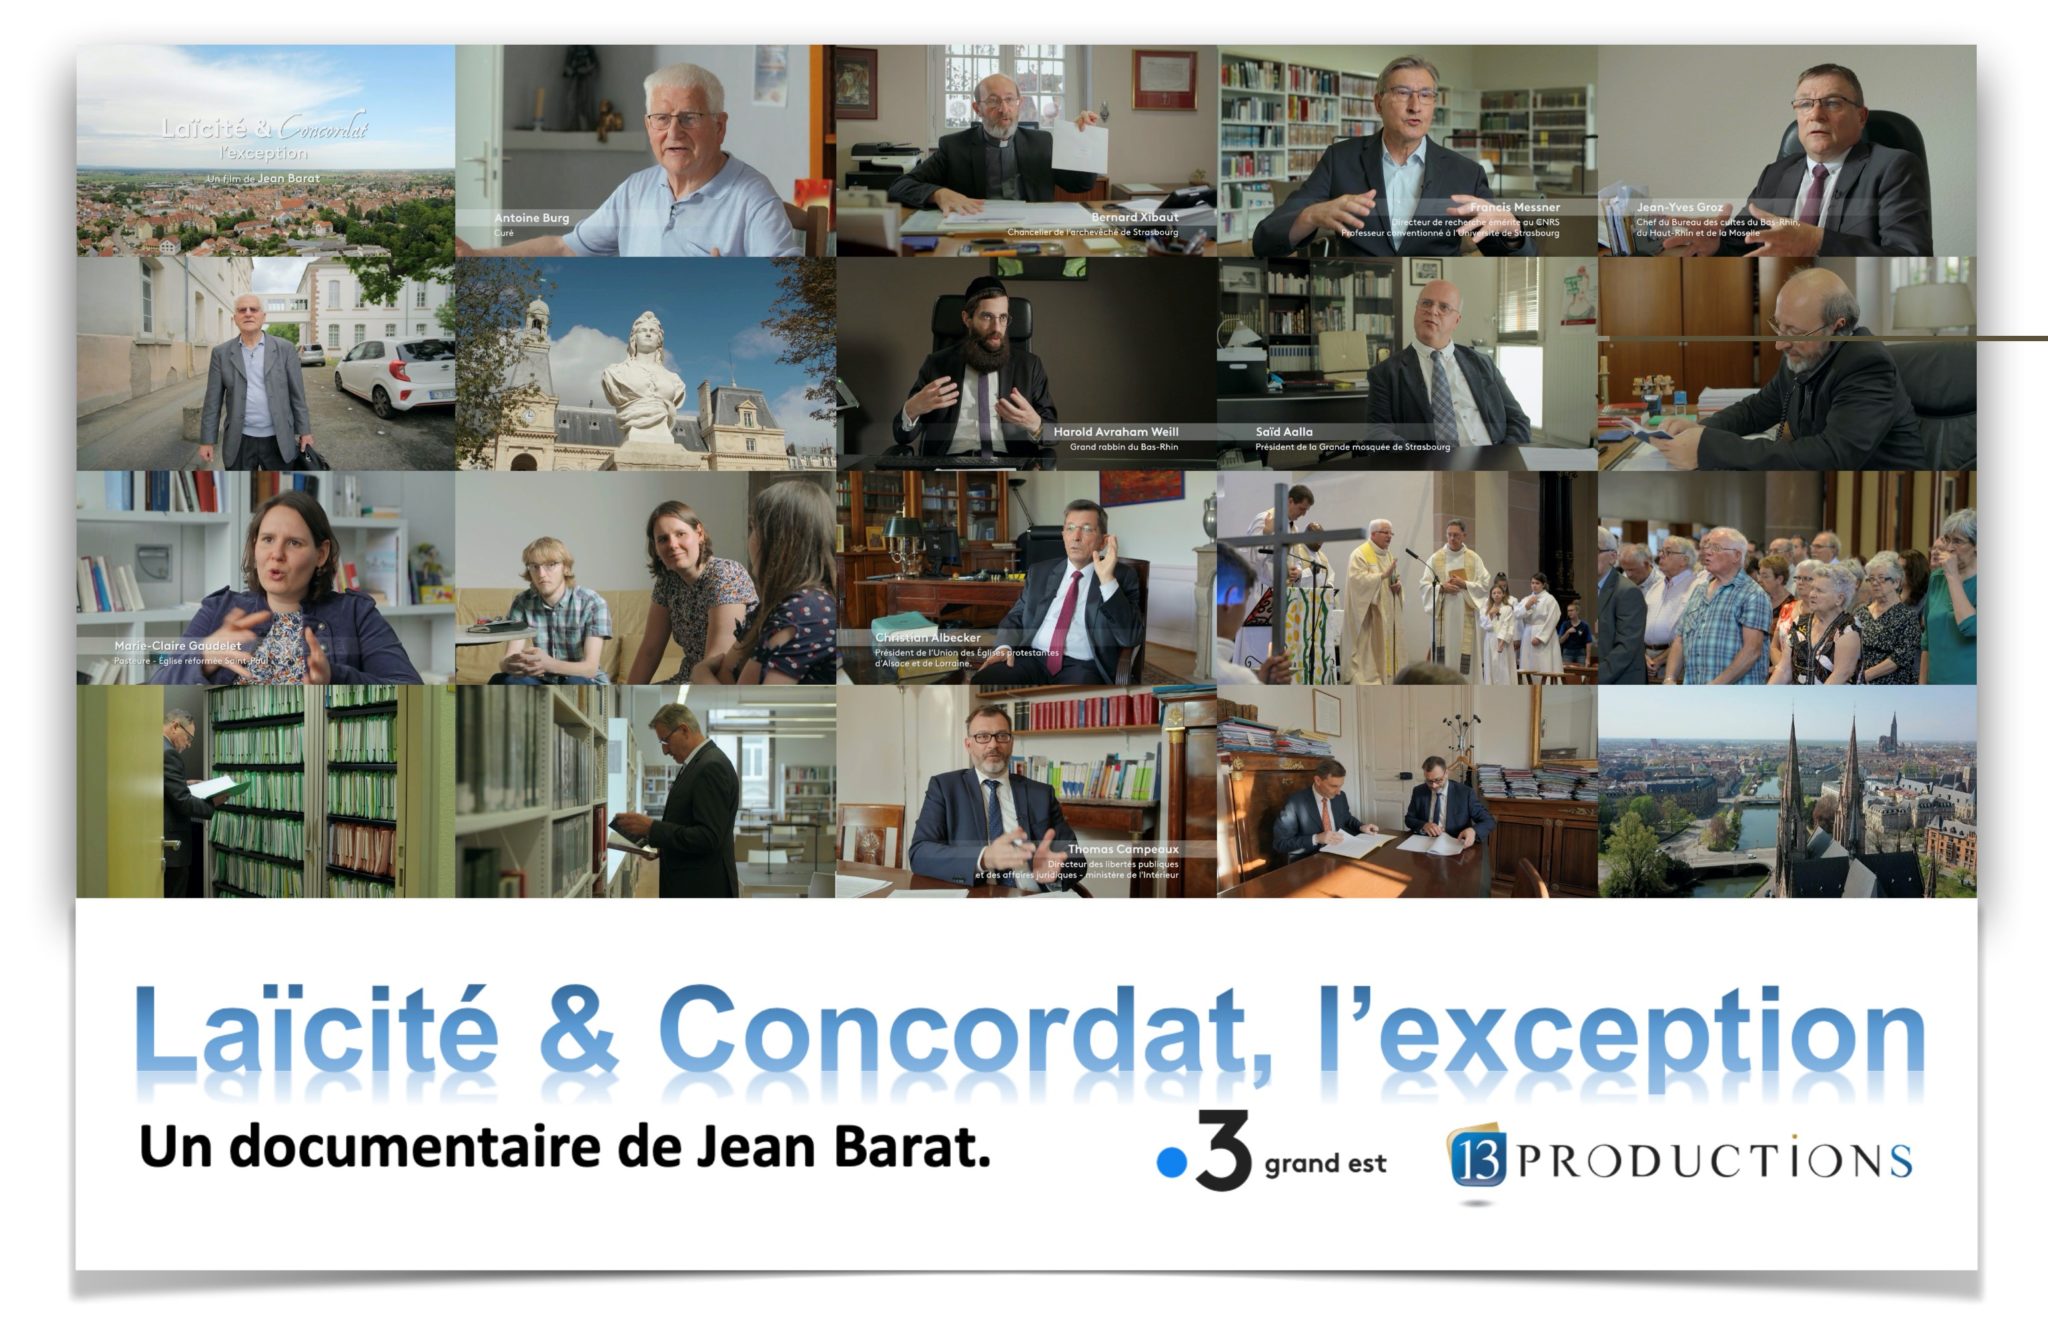 Laïcité & Concordat
l'exception
Un film de Jean Barat
Antoine Burg
Curé
Bernard Xibaut
Chancelier de l'archevêché de Strasbourg
Francis Messner
Directeur de recherche émérite au CNRS
Professeur conventionné à l'Université de Strasbourg
Jean-Yves Groz
Chef du Bureau des cultes du Bas-Rhin,
du Haut-Rhin et de la Moselle
Harold Avraham Weill
Grand rabbin du Bas-Rhin
Saïd Aalla
Président de la Grande mosquée de Strasbourg
Marie-Claire Gaudelet
Pasteure - Église réformée Saint-Paul
Christian Albecker
Président de l'Union des Églises protestantes
d'Alsace et de Lorraine.
Thomas Campeaux
Directeur des libertés publiques
et des affaires juridiques - ministère de l'Intérieur
Laïcité & Concordat, l'exception
Un documentaire de Jean Barat.
3 grand est
13 PRODUCTIONS